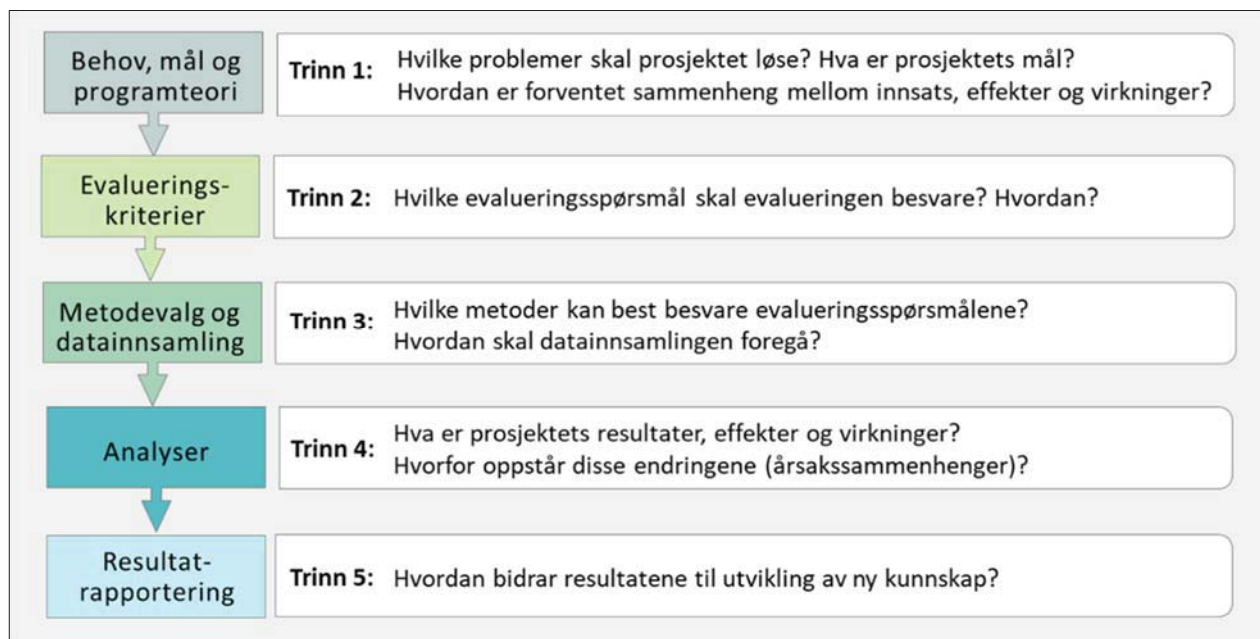 Behov, mål og
programteori
Trinn 1:
Hvilke problemer skal prosjektet løse? Hva er prosjektets mål?
Hvordan er forventet sammenheng mellom innsats, effekter og virkninger?
Evaluerings-
kriterier
Trinn 2:
Hvilke evalueringsspørsmål skal evalueringen besvare? Hvordan?
Metodevalg og
datainnsamling
Trinn 3:
Hvilke metoder kan best besvare evalueringsspørsmålene?
Hvordan skal datainnsamlingen foregå?
Analyser
Trinn 4:
Hva er prosjektets resultater, effekter og virkninger?
Hvorfor oppstår disse endringene (årsakssammenhenger)?
Resultat-
rapportering
Trinn 5:
Hvordan bidrar resultatene til utvikling av ny kunnskap?